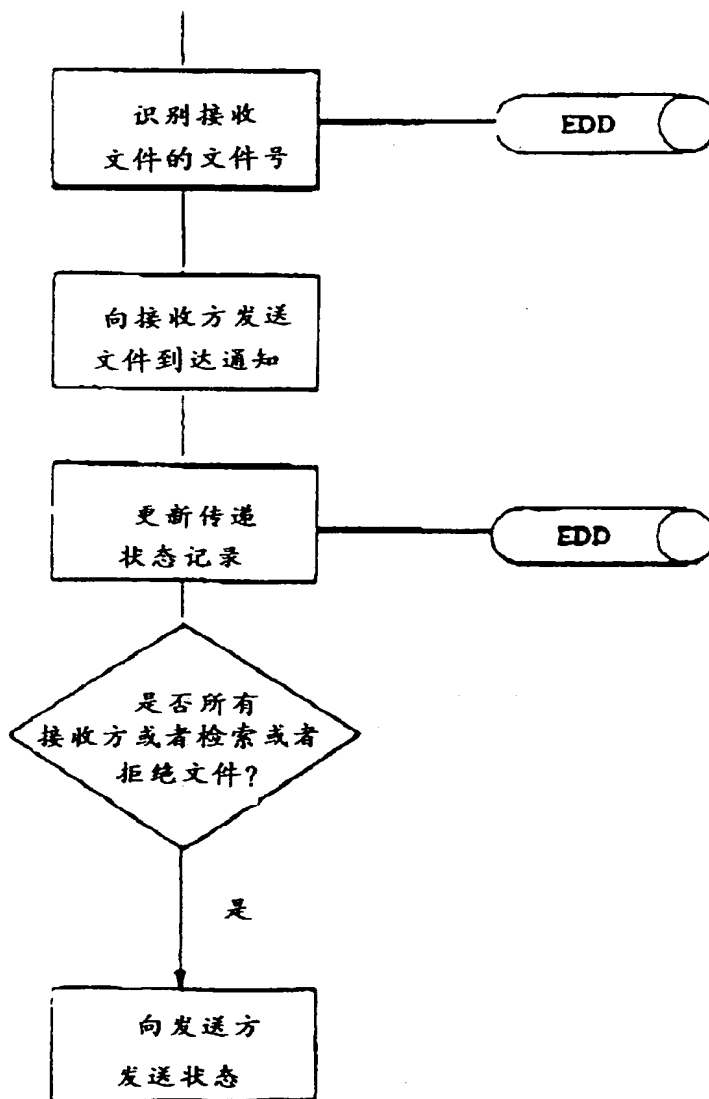 识别接收
文件的文件号
EDD
向接收方发送
文件到达通知
更新传递
状态记录
EDD
是否所有
接收方或者检索或者
拒绝文件?
是
向发送方
发送状态